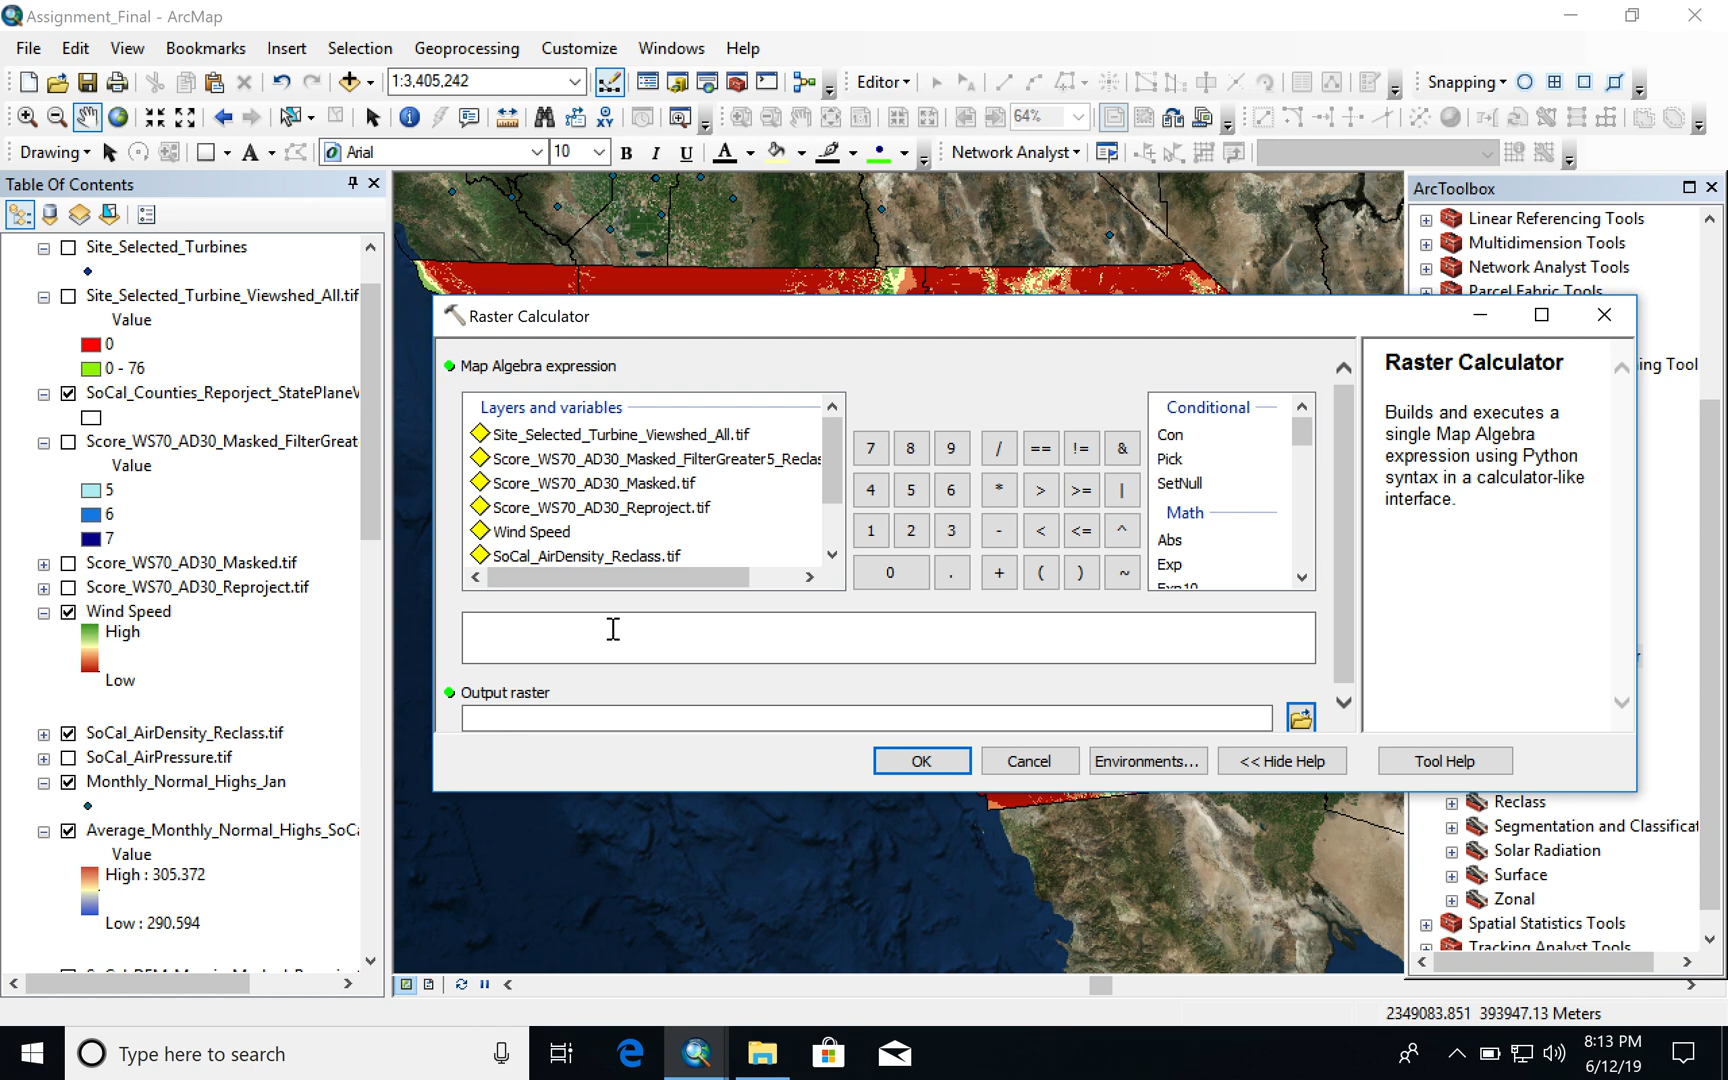 Assignment_Final - ArcMap
File Edit View Bookmarks Insert Selection Geoprocessing Customize Windows Help
1:3,405,242
Editor
Snapping
64%
Drawing
A
Arial
10
B I U A
Network Analyst
Table Of Contents
Site_Selected_Turbines
Site_Selected_Turbine_Viewshed_All.tif
Value
0
0 - 76
SoCal_Counties_Reporject_StatePlane
Score_WS70_AD30_Masked_FilterGreat
Value
5
6
7
Score_WS70_AD30_Masked.tif
Score_WS70_AD30_Reproject.tif
Wind Speed
High
Low
SoCal_AirDensity_Reclass.tif
SoCal_AirPressure.tif
Monthly_Normal_Highs_Jan
Average_Monthly_Normal_Highs_SoC
Value
High : 305.372
Low : 290.594
ArcToolbox
Linear Referencing Tools
Multidimension Tools
Network Analyst Tools
Parcel Fabric Tools
ing Tool
Reclass
Segmentation and Classificat
Solar Radiation
Surface
Zonal
Spatial Statistics Tools
Tracking Analyst Tools
Raster Calculator
Map Algebra expression
Layers and variables
Site_Selected_Turbine_Viewshed_All.tif
Score_WS70_AD30_Masked_FilterGreater5_Reclas
Score_WS70_AD30_Masked.tif
Score_WS70_AD30_Reproject.tif
Wind Speed
SoCal_AirDensity_Reclass.tif
7 8 9 / == != &
4 5 6 * > >= |
1 2 3 - < <= ^
0 . + ( ) ~
Conditional
Con
Pick
SetNull
Math
Abs
Exp
Exp10
Output raster
OK Cancel Environments... << Hide Help Tool Help
Raster Calculator
Builds and executes a
single Map Algebra
expression using Python
syntax in a calculator-like
interface.
2349083.851 393947.13 Meters
Type here to search
8:13 PM
6/12/19